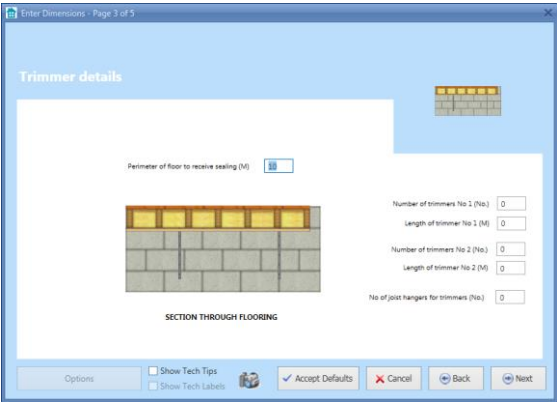 Enter Dimensions - Page 3 of 5
Trimmer details
Perimeter of floor to receive sealing (M) 10
Number of trimmers No 1 (No.) 0
Length of trimmer No 1 (M) 0
Number of trimmers No 2 (No.) 0
Length of trimmer No 2 (M) 0
No of joist hangers for trimmers (No.) 0
SECTION THROUGH FLOORING
Options
Show Tech Tips
Show Tech Labels
Accept Defaults
Cancel
Back
Next